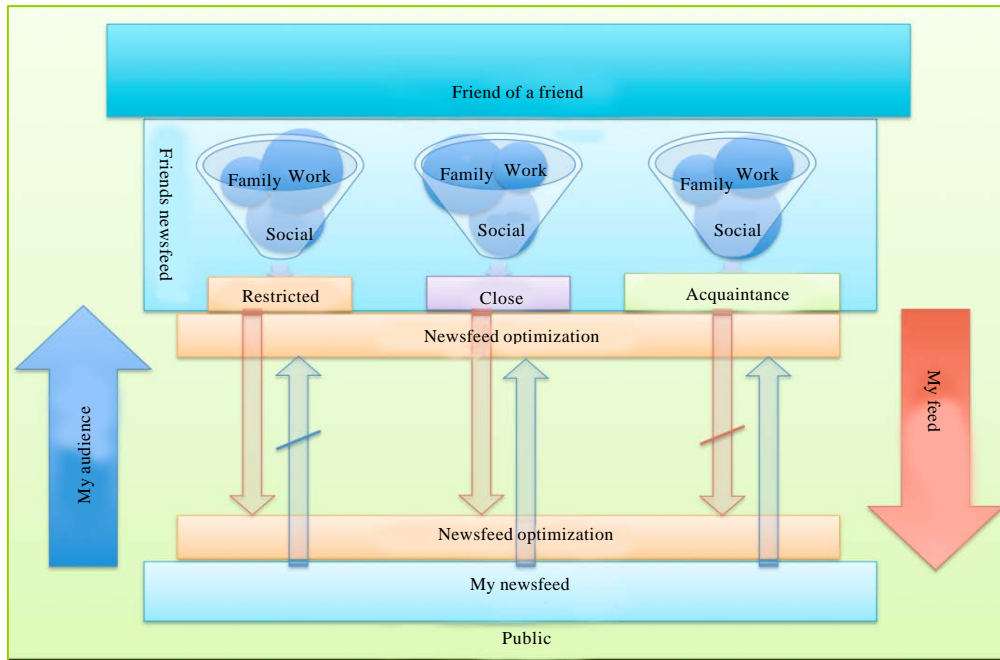 Friend of a friend
Friends newsfeed
Family Work
Social
Family Work
Social
Family Work
Social
Restricted
Close
Acquaintance
Newsfeed optimization
My audience
My feed
Newsfeed optimization
My newsfeed
Public